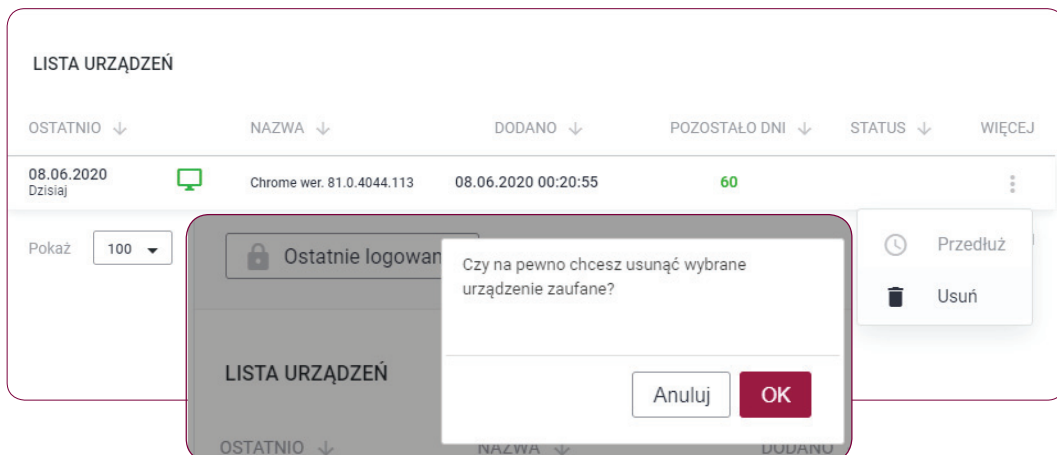 LISTA URZĄDZEŃ
OSTATNIO NAZWA DODANO POZOSTAŁO DNI STATUS WIĘCEJ
08.06.2020 Chrome wer. 81.0.4044.113 08.06.2020 00:20:55 60
Dzisiaj
Pokaż 100
Przedłuż
Usuń
Ostatnie
Czy na pewno chcesz usunąć wybrane
urządzenie zaufane?
Anuluj OK
LISTA URZĄDZEŃ
OSTATNIO NAZWA DODANO